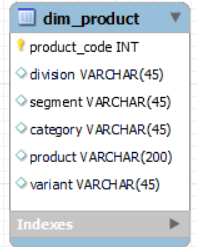 dim_product
product_code INT
division VARCHAR(45)
segment VARCHAR(45)
category VARCHAR(45)
product VARCHAR(200)
variant VARCHAR(45)
Indexes